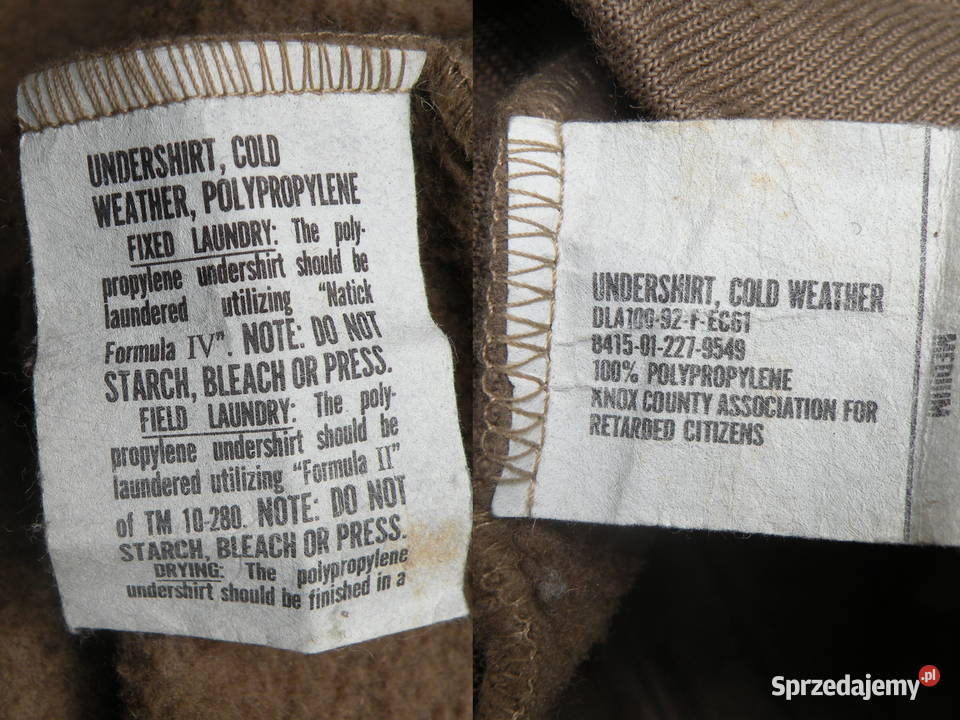 UNDERSHIRT, COLD
WEATHER, POLYPROPYLENE
FIXED LAUNDRY: The poly-
propylene undershirt should be
laundered utilizing "Natick
Formula IV". NOTE: DO NOT
STARCH, BLEACH OR PRESS.
FIELD LAUNDRY: The poly-
propylene undershirt should be
laundered utilizing "Formula II"
of TM 10-280. NOTE: DO NOT
STARCH, BLEACH OR PRESS.
DRYING: The polypropylene
undershirt should be finished in a
UNDERSHIRT, COLD WEATHER
DLA100-92-F-EC61
8415-01-227-9549
100% POLYPROPYLENE
KNOX COUNTY ASSOCIATION FOR
RETARDED CITIZENS
MEDIUM
Sprzedajemy.pl